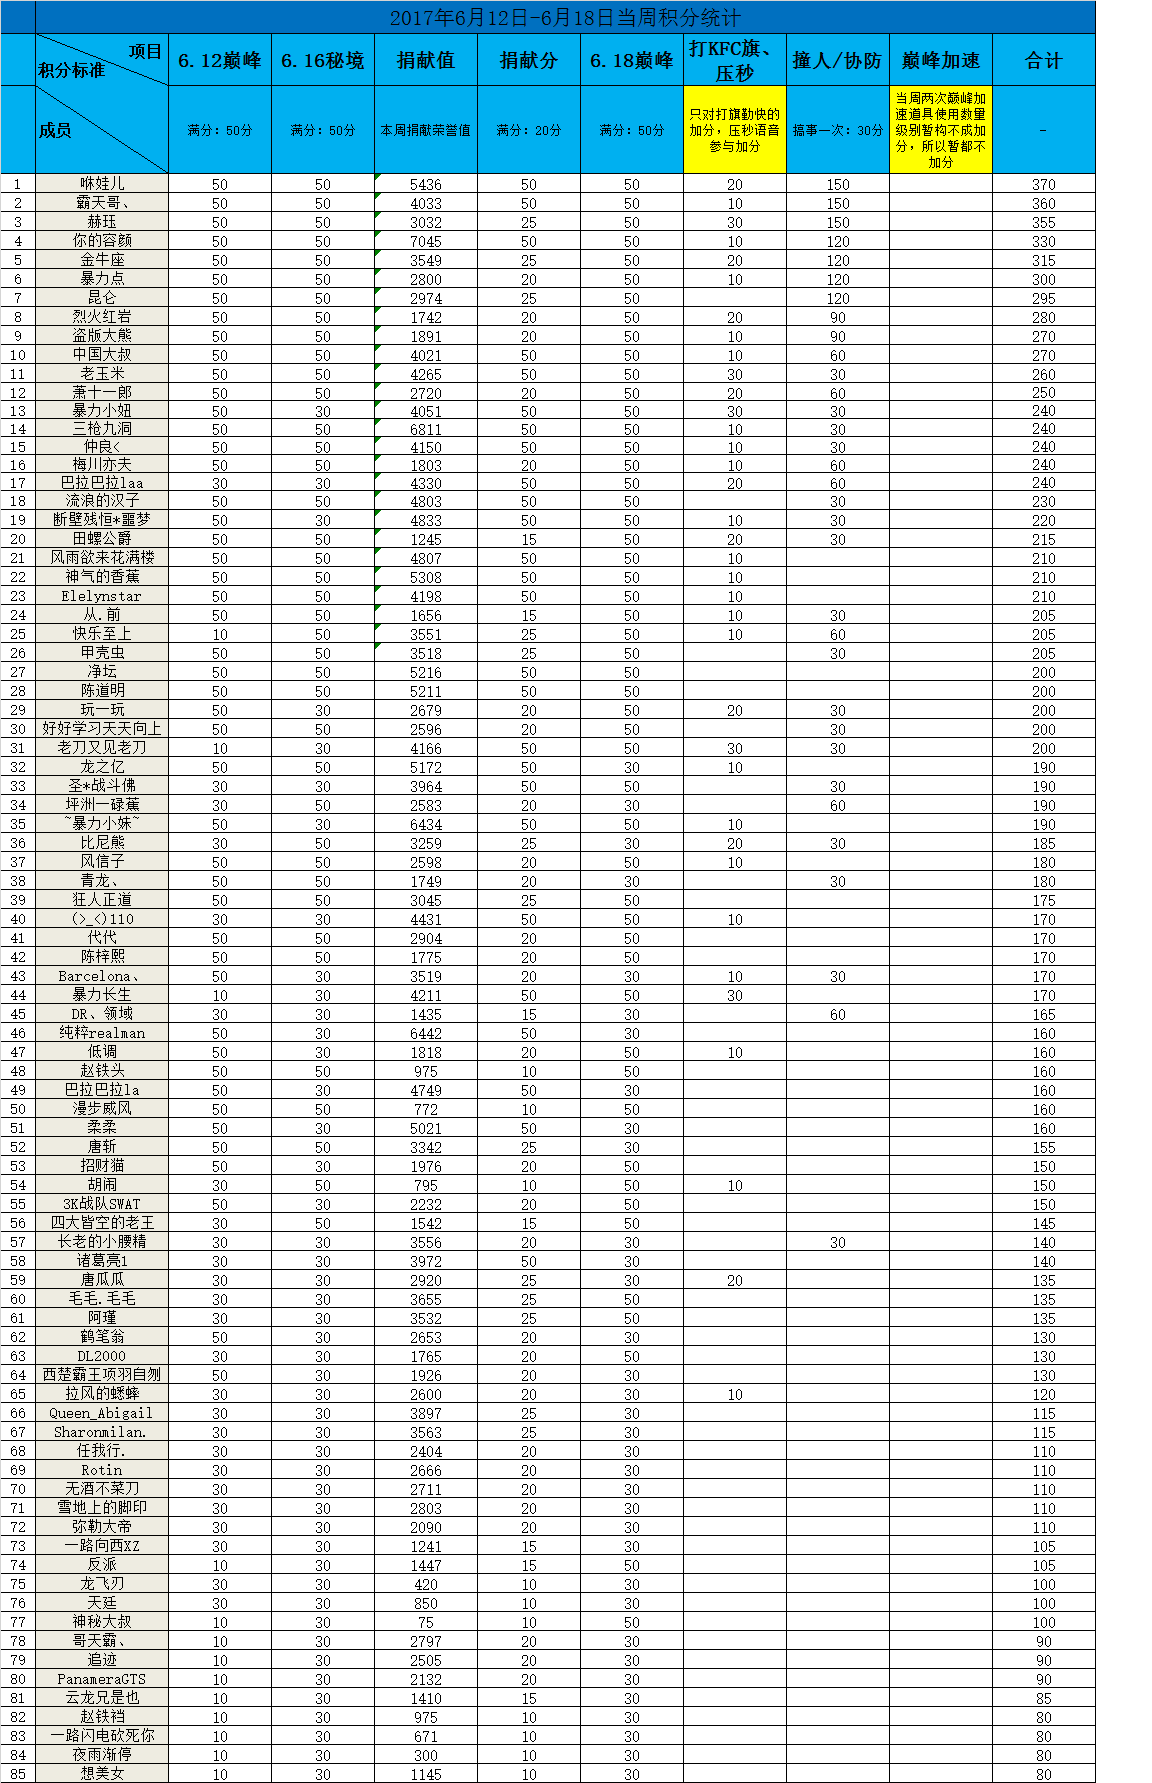 2017年6月12日-6月18日当周积分统计
项目 积分标准 6.12巅峰 6.16秘境 捐献值 捐献分 6.18巅峰 打KFC旗、压秒 撞人/协防 巅峰加速 合计
成员 满分：50分 满分：50分 本周捐献荣誉值 满分：20分 满分：50分 只对打旗勤快的加分，压秒语音参与加分 搞事一次：30分 当周两次巅峰加速道具使用数量级别暂构不成加分，所以暂都不加分 -
1 咻娃儿 50 50 5436 50 50 20 150 370
2 霸天哥、 50 50 4033 50 50 10 150 360
3 赫珏 50 50 3032 25 50 30 150 355
4 你的容颜 50 50 7045 50 50 10 120 330
5 金牛座 50 50 3549 25 50 20 120 315
6 暴力点 50 50 2800 20 50 10 120 300
7 昆仑 50 50 2974 25 50 120 295
8 烈火红岩 50 50 1742 20 50 20 90 280
9 盗版大熊 50 50 1891 20 50 10 90 270
10 中国大叔 50 50 4021 50 50 10 60 270
11 老玉米 50 50 4265 50 50 30 30 260
12 萧十一郎 50 50 2720 20 50 20 60 250
13 暴力小妞 50 30 4051 50 50 30 30 240
14 三枪九洞 50 50 6811 50 50 10 30 240
15 仲良< 50 50 4150 50 50 10 30 240
16 梅川亦夫 50 50 1803 20 50 10 60 240
17 巴拉巴拉laa 30 30 4330 50 50 20 60 240
18 流浪的汉子 50 50 4803 50 50 30 230
19 断壁残恒*噩梦 50 30 4833 50 50 10 30 220
20 田螺公爵 50 50 1245 15 50 20 30 215
21 风雨欲来花满楼 50 50 4807 50 50 10 210
22 神气的香蕉 50 50 5308 50 50 10 210
23 Elelynstar 50 50 4198 50 50 10 210
24 从.前 50 50 1656 15 50 10 30 205
25 快乐至上 10 50 3551 25 50 10 60 205
26 甲壳虫 50 50 3518 25 50 30 205
27 净坛 50 50 5216 50 50 200
28 陈道明 50 50 5211 50 50 200
29 玩一玩 50 30 2679 20 50 20 30 200
30 好好学习天天向上 50 50 2596 20 50 30 200
31 老刀又见老刀 10 30 4166 50 50 30 30 200
32 龙之亿 50 50 5172 50 30 10 190
33 圣*战斗佛 30 30 3964 50 50 30 190
34 坪洲一碌蕉 30 50 2583 20 30 60 190
35 ~暴力小妹~ 50 30 6434 50 50 10 190
36 比尼熊 30 50 3259 25 30 20 30 185
37 风信子 50 50 2598 20 50 10 180
38 青龙、 50 50 1749 20 30 30 180
39 狂人正道 50 50 3045 25 50 175
40 (>_<)110 30 30 4431 50 50 10 170
41 代代 50 50 2904 20 50 170
42 陈梓熙 50 50 1775 20 50 170
43 Barcelona、 50 30 3519 20 30 10 30 170
44 暴力长生 10 30 4211 50 50 30 170
45 DR、领域 30 30 1435 15 30 60 165
46 纯粹realman 50 30 6442 50 30 160
47 低调 50 30 1818 20 50 10 160
48 赵铁头 50 50 975 10 50 160
49 巴拉巴拉la 50 30 4749 50 30 160
50 漫步威风 50 50 772 10 50 160
51 柔柔 50 30 5021 50 30 160
52 唐斩 50 50 3342 25 30 155
53 招财猫 50 30 1976 20 50 150
54 胡闹 30 50 795 10 50 10 150
55 3K战队SWAT 50 30 2232 20 50 150
56 四大皆空的老王 30 50 1542 15 50 145
57 长老的小腰精 30 30 3556 20 30 30 140
58 诸葛亮1 30 30 3972 50 30 140
59 唐瓜瓜 30 30 2920 25 30 20 135
60 毛毛.毛毛 30 30 3655 25 50 135
61 阿瑾 30 30 3532 25 50 135
62 鹤笔翁 50 30 2653 20 30 130
63 DL2000 30 30 1765 20 50 130
64 西楚霸王项羽自刎 50 30 1926 20 30 130
65 拉风的蟋蟀 30 30 2600 20 30 10 120
66 Queen_Abigail 30 30 3897 25 30 115
67 Sharonmilan. 30 30 3563 25 30 115
68 任我行. 30 30 2404 20 30 110
69 Rotin 30 30 2666 20 30 110
70 无酒不菜刀 30 30 2711 20 30 110
71 雪地上的脚印 30 30 2803 20 30 110
72 弥勒大帝 30 30 2090 20 30 110
73 一路向西XZ 30 30 1241 15 30 105
74 反派 10 30 1447 15 50 105
75 龙飞刃 30 30 420 10 30 100
76 天廷 30 30 850 10 30 100
77 神秘大叔 10 30 75 10 50 100
78 哥天霸、 10 30 2797 20 30 90
79 追迹 10 30 2505 20 30 90
80 PanameraGTS 10 30 2132 20 30 90
81 云龙兄是也 10 30 1410 15 30 85
82 赵铁裆 10 30 975 10 30 80
83 一路闪电砍死你 10 30 671 10 30 80
84 夜雨渐停 10 30 300 10 30 80
85 想美女 10 30 1145 10 30 80